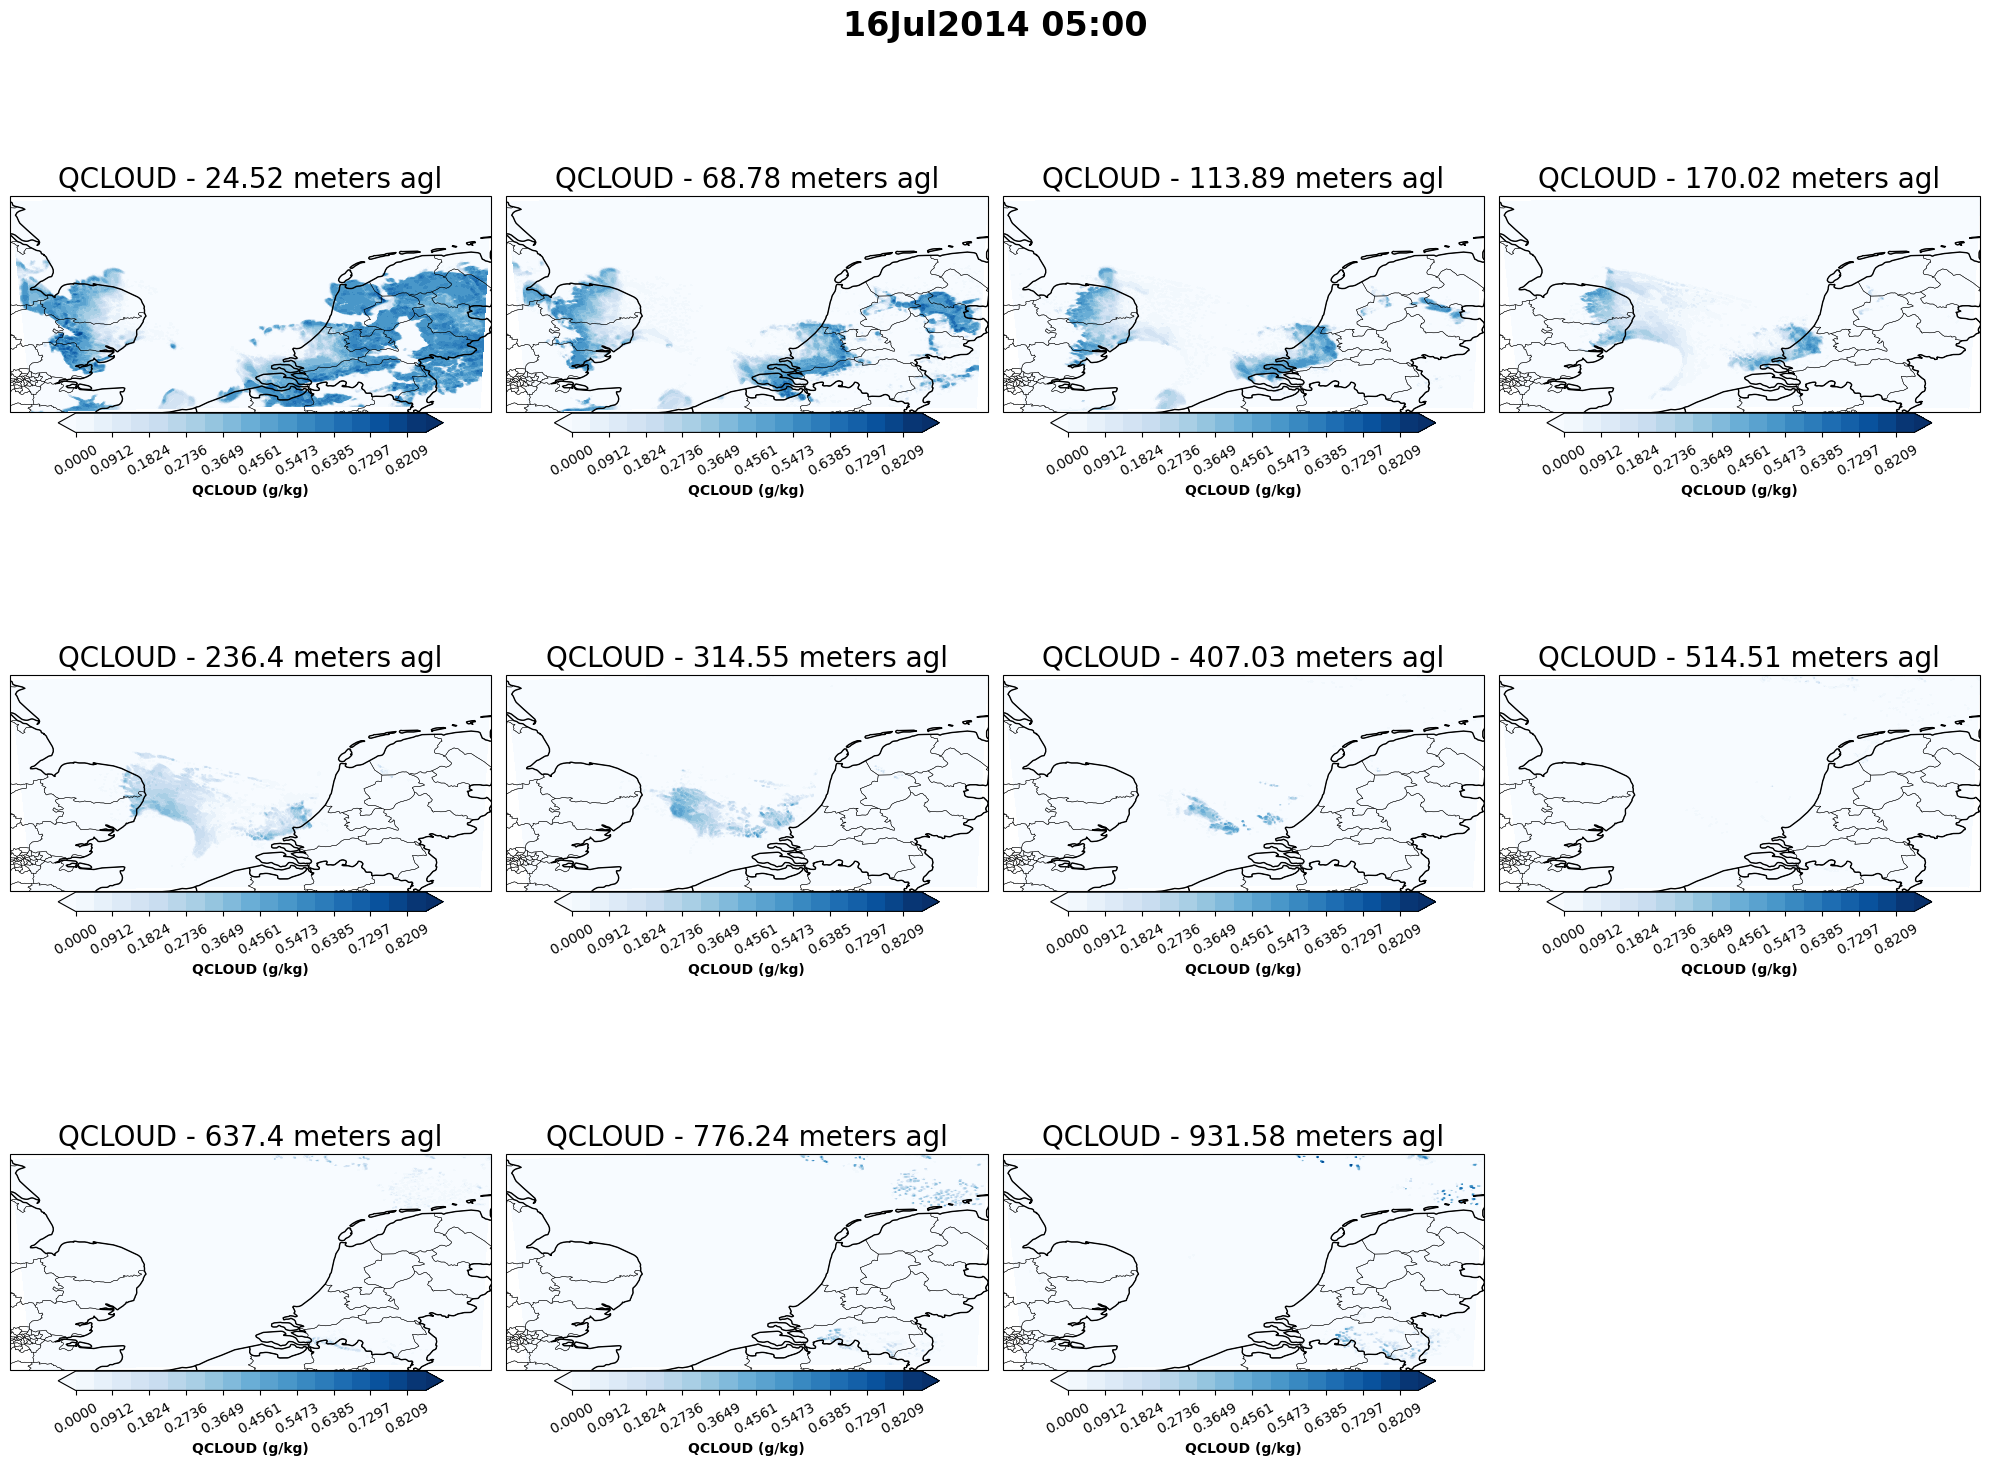 16Jul2014 05:00
QCLOUD - 24.52 meters agl
QCLOUD - 68.78 meters agl
QCLOUD - 113.89 meters agl
QCLOUD - 170.02 meters agl
0.0000 0.0912 0.1824 0.2736 0.3649 0.4561 0.5473 0.6385 0.7297 0.8209
0.0000 0.0912 0.1824 0.2736 0.3649 0.4561 0.5473 0.6385 0.7297 0.8209
0.0000 0.0912 0.1824 0.2736 0.3649 0.4561 0.5473 0.6385 0.7297 0.8209
0.0000 0.0912 0.1824 0.2736 0.3649 0.4561 0.5473 0.6385 0.7297 0.8209
QCLOUD (g/kg)
QCLOUD (g/kg)
QCLOUD (g/kg)
QCLOUD (g/kg)
QCLOUD - 236.4 meters agl
QCLOUD - 314.55 meters agl
QCLOUD - 407.03 meters agl
QCLOUD - 514.51 meters agl
0.0000 0.0912 0.1824 0.2736 0.3649 0.4561 0.5473 0.6385 0.7297 0.8209
0.0000 0.0912 0.1824 0.2736 0.3649 0.4561 0.5473 0.6385 0.7297 0.8209
0.0000 0.0912 0.1824 0.2736 0.3649 0.4561 0.5473 0.6385 0.7297 0.8209
0.0000 0.0912 0.1824 0.2736 0.3649 0.4561 0.5473 0.6385 0.7297 0.8209
QCLOUD (g/kg)
QCLOUD (g/kg)
QCLOUD (g/kg)
QCLOUD (g/kg)
QCLOUD - 637.4 meters agl
QCLOUD - 776.24 meters agl
QCLOUD - 931.58 meters agl
0.0000 0.0912 0.1824 0.2736 0.3649 0.4561 0.5473 0.6385 0.7297 0.8209
0.0000 0.0912 0.1824 0.2736 0.3649 0.4561 0.5473 0.6385 0.7297 0.8209
0.0000 0.0912 0.1824 0.2736 0.3649 0.4561 0.5473 0.6385 0.7297 0.8209
QCLOUD (g/kg)
QCLOUD (g/kg)
QCLOUD (g/kg)